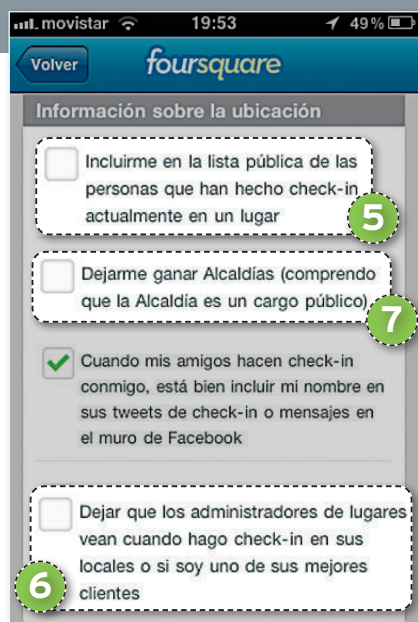 movistar 19:53 49%
Volver foursquare
Información sobre la ubicación
Incluirme en la lista pública de las
personas que han hecho check-in
actualmente en un lugar
5
Dejarme ganar Alcaldías (comprendo
que la Alcaldía es un cargo público)
7
Cuando mis amigos hacen check-in
conmigo, está bien incluir mi nombre en
sus tweets de check-in o mensajes en
el muro de Facebook
Dejar que los administradores de lugares
vean cuando hago check-in en sus
locales o si soy uno de sus mejores
clientes
6